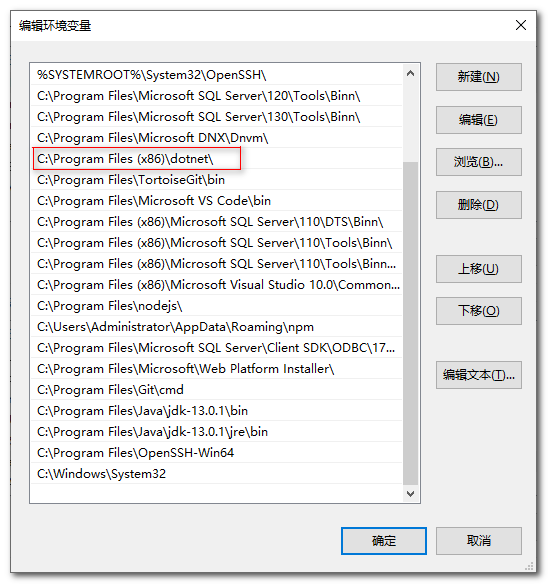 编辑环境变量
%SYSTEMROOT%\System32\OpenSSH\
C:\Program Files\Microsoft SQL Server\120\Tools\Binn\
C:\Program Files\Microsoft SQL Server\130\Tools\Binn\
C:\Program Files\Microsoft DNX\Dnvm\
C:\Program Files (x86)\dotnet\
C:\Program Files\TortoiseGit\bin
C:\Program Files\Microsoft VS Code\bin
C:\Program Files (x86)\Microsoft SQL Server\110\DTS\Binn\
C:\Program Files (x86)\Microsoft SQL Server\110\Tools\Binn\
C:\Program Files (x86)\Microsoft SQL Server\110\Tools\Binn...
C:\Program Files (x86)\Microsoft Visual Studio 10.0\Common...
C:\Program Files\nodejs\
C:\Users\Administrator\AppData\Roaming\npm
C:\Program Files\Microsoft SQL Server\Client SDK\ODBC\17...
C:\Program Files\Microsoft\Web Platform Installer\
C:\Program Files\Git\cmd
C:\Program Files\Java\jdk-13.0.1\bin
C:\Program Files\Java\jdk-13.0.1\jre\bin
C:\Program Files\OpenSSH-Win64
C:\Windows\System32
新建(N)
编辑(E)
浏览(B)...
删除(D)
上移(U)
下移(O)
编辑文本(T)...
确定
取消